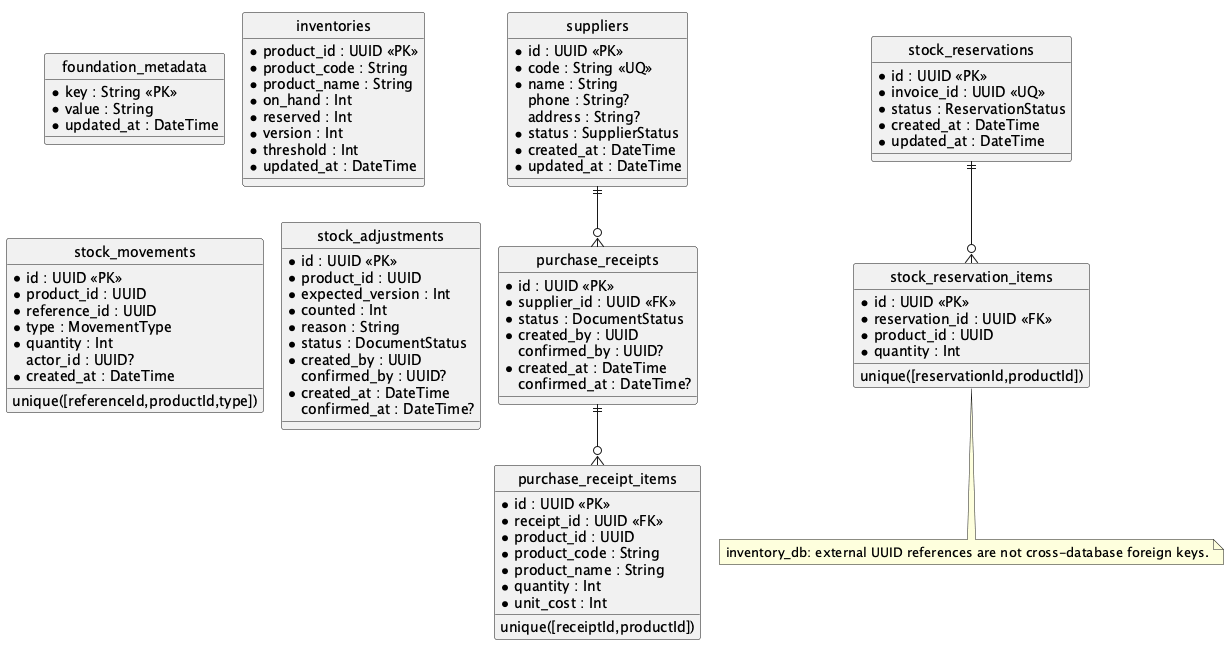 foundation_metadata
key : String «PK»
value : String
updated_at : DateTime
inventories
product_id : UUID «PK»
product_code : String
product_name : String
on_hand : Int
reserved : Int
version : Int
threshold : Int
updated_at : DateTime
suppliers
id : UUID «PK»
code : String «UQ»
name : String
phone : String?
address : String?
status : SupplierStatus
created_at : DateTime
updated_at : DateTime
stock_reservations
id : UUID «PK»
invoice_id : UUID «UQ»
status : ReservationStatus
created_at : DateTime
updated_at : DateTime
stock_movements
id : UUID «PK»
product_id : UUID
reference_id : UUID
type : MovementType
quantity : Int
actor_id : UUID?
created_at : DateTime
unique([referenceId,productId,type])
stock_adjustments
id : UUID «PK»
product_id : UUID
expected_version : Int
counted : Int
reason : String
status : DocumentStatus
created_by : UUID
confirmed_by : UUID?
created_at : DateTime
confirmed_at : DateTime?
purchase_receipts
id : UUID «PK»
supplier_id : UUID «FK»
status : DocumentStatus
created_by : UUID
confirmed_by : UUID?
created_at : DateTime
confirmed_at : DateTime?
stock_reservation_items
id : UUID «PK»
reservation_id : UUID «FK»
product_id : UUID
quantity : Int
unique([reservationId,productId])
purchase_receipt_items
id : UUID «PK»
receipt_id : UUID «FK»
product_id : UUID
product_code : String
product_name : String
quantity : Int
unit_cost : Int
unique([receiptId,productId])
inventory_db: external UUID references are not cross-database foreign keys.